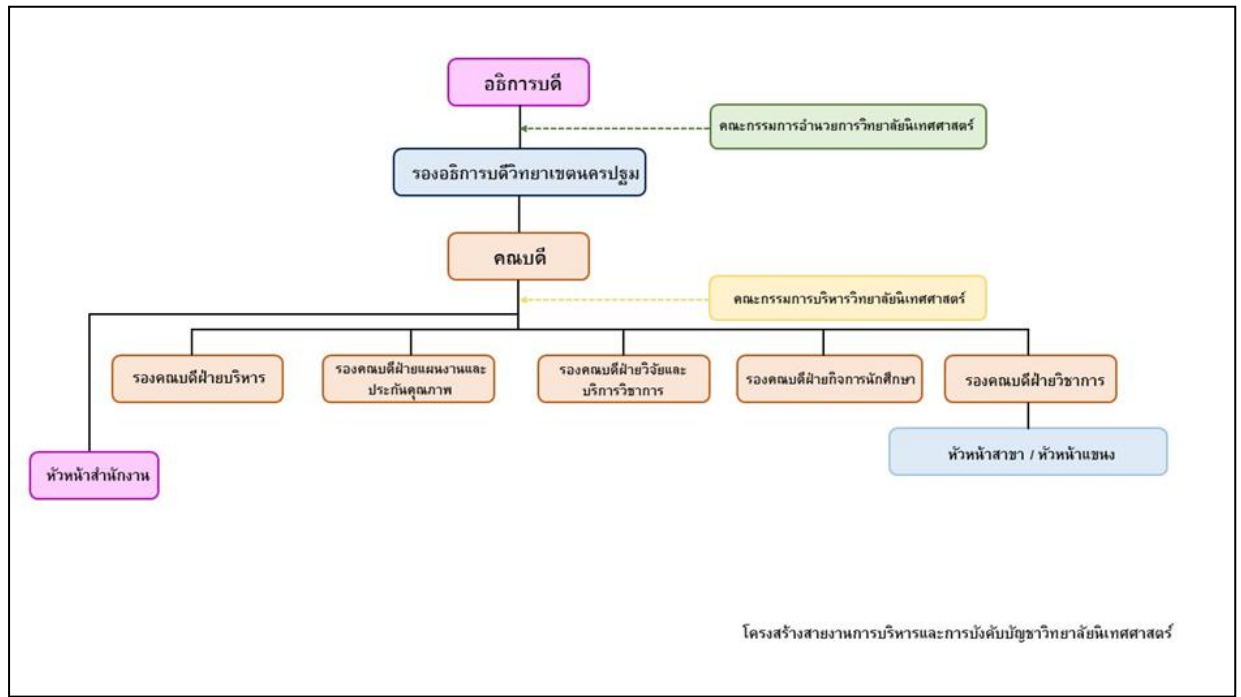 อธิการบดี
คณะกรรมการอำนวยการวิทยาลัยนิเทศศาสตร์
รองอธิการบดีวิทยาเขตนครปฐม
คณบดี
คณะกรรมการบริหารวิทยาลัยนิเทศศาสตร์
รองคณบดีฝ่ายบริหาร
รองคณบดีฝ่ายแผนงานและ
ประกันคุณภาพ
รองคณบดีฝ่ายวิจัยและ
บริการวิชาการ
รองคณบดีฝ่ายกิจการนักศึกษา
รองคณบดีฝ่ายวิชาการ
หัวหน้าสำนักงาน
หัวหน้าสาขา / หัวหน้าแขนง
โครงสร้างสายงานการบริหารและการบังคับบัญชาวิทยาลัยนิเทศศาสตร์